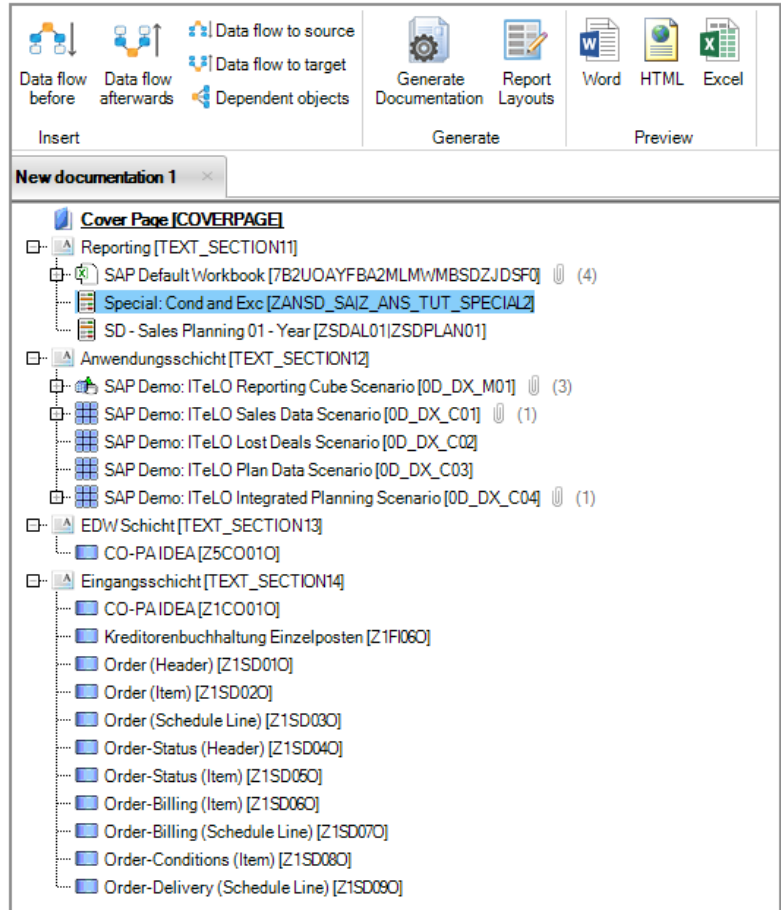 Data flow before
Data flow afterwards
Data flow to source
Data flow to target
Dependent objects
Insert
Generate Documentation
Report Layouts
Generate
Word
HTML
Excel
Preview
New documentation 1
Cover Page [COVERPAGE]
Reporting [TEXT_SECTION11]
SAP Default Workbook [7B2UOAYFBA2MLMWMBSDZJDSF0] (4)
Special: Cond and Exc [ZANSD_SA|Z_ANS_TUT_SPECIAL2]
SD - Sales Planning 01 - Year [ZSDAL01|ZSDPLAN01]
Anwendungsschicht [TEXT_SECTION12]
SAP Demo: ITeLO Reporting Cube Scenario [0D_DX_M01] (3)
SAP Demo: ITeLO Sales Data Scenario [0D_DX_C01] (1)
SAP Demo: ITeLO Lost Deals Scenario [0D_DX_C02]
SAP Demo: ITeLO Plan Data Scenario [0D_DX_C03]
SAP Demo: ITeLO Integrated Planning Scenario [0D_DX_C04] (1)
EDW Schicht [TEXT_SECTION13]
CO-PA IDEA [Z5CO01O]
Eingangsschicht [TEXT_SECTION14]
CO-PA IDEA [Z1CO01O]
Kreditorenbuchhaltung Einzelposten [Z1FI06O]
Order (Header) [Z1SD01O]
Order (Item) [Z1SD02O]
Order (Schedule Line) [Z1SD03O]
Order-Status (Header) [Z1SD04O]
Order-Status (Item) [Z1SD05O]
Order-Billing (Item) [Z1SD06O]
Order-Billing (Schedule Line) [Z1SD07O]
Order-Conditions (Item) [Z1SD08O]
Order-Delivery (Schedule Line) [Z1SD09O]